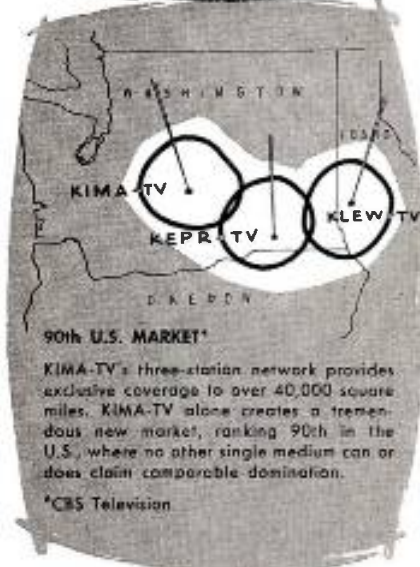 WASHINGTON
IDAHO
KIMA-TV
KLEW-TV
KEPR-TV
OREGON
90th U.S. MARKET*
KIMA-TV's three-station network provides
exclusive coverage to over 40,000 square
miles. KIMA-TV alone creates a tremen-
dous new market, ranking 90th in the
U.S., where no other single medium can or
does claim comparable domination.
*CBS Television